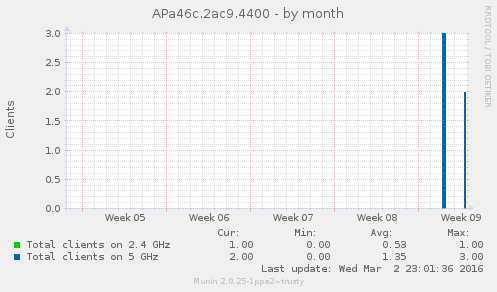 APa46c.2ac9.4400 - by month
RRDTOOL / TOBI OETIKER
Clients
3.0
2.5
2.0
1.5
1.0
0.5
0.0
Week 05 Week 06 Week 07 Week 08 Week 09
Cur: Min: Avg: Max:
Total clients on 2.4 GHz 1.00 0.00 0.53 1.00
Total clients on 5 GHz 2.00 0.00 1.35 3.00
Last update: Wed Mar 2 23:01:36 2016
Munin 2.0.25-1ppa2~trusty